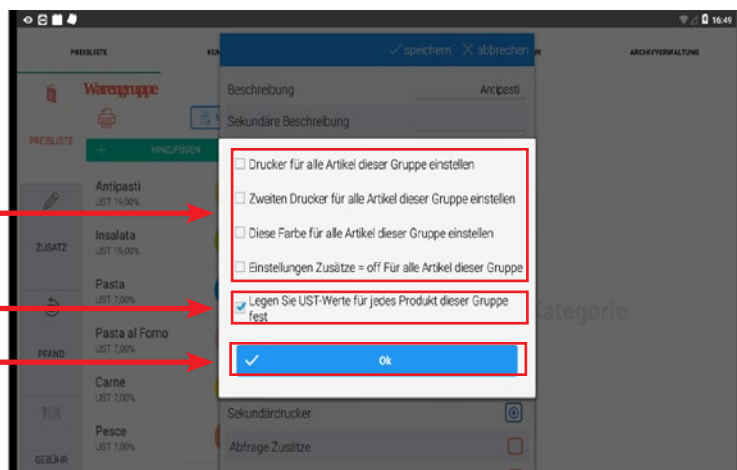 16:49
PREISLISTE
ARCHIVVERWALTUNG
speichern abbrechen
Warengruppe
Beschreibung Antipasti
Sekundäre Beschreibung
PREISLISTE
+ HINZUFÜGEN
Drucker für alle Artikel dieser Gruppe einstellen
Zweiten Drucker für alle Artikel dieser Gruppe einstellen
Diese Farbe für alle Artikel dieser Gruppe einstellen
Einstellungen Zusätze = off Für alle Artikel dieser Gruppe
Legen Sie UST-Werte für jedes Produkt dieser Gruppe
fest
Ok
Antipasti
UST 19,00%
Insalata
UST 19,00%
ZUSATZ
Pasta
UST 7,00%
Kategorie
Pasta al Forno
UST 7,00%
PFAND
Carne
UST 7,00%
Pesce
UST 7,00%
GEBÜHR
Sekundärdrucker
Abfrage Zusätze